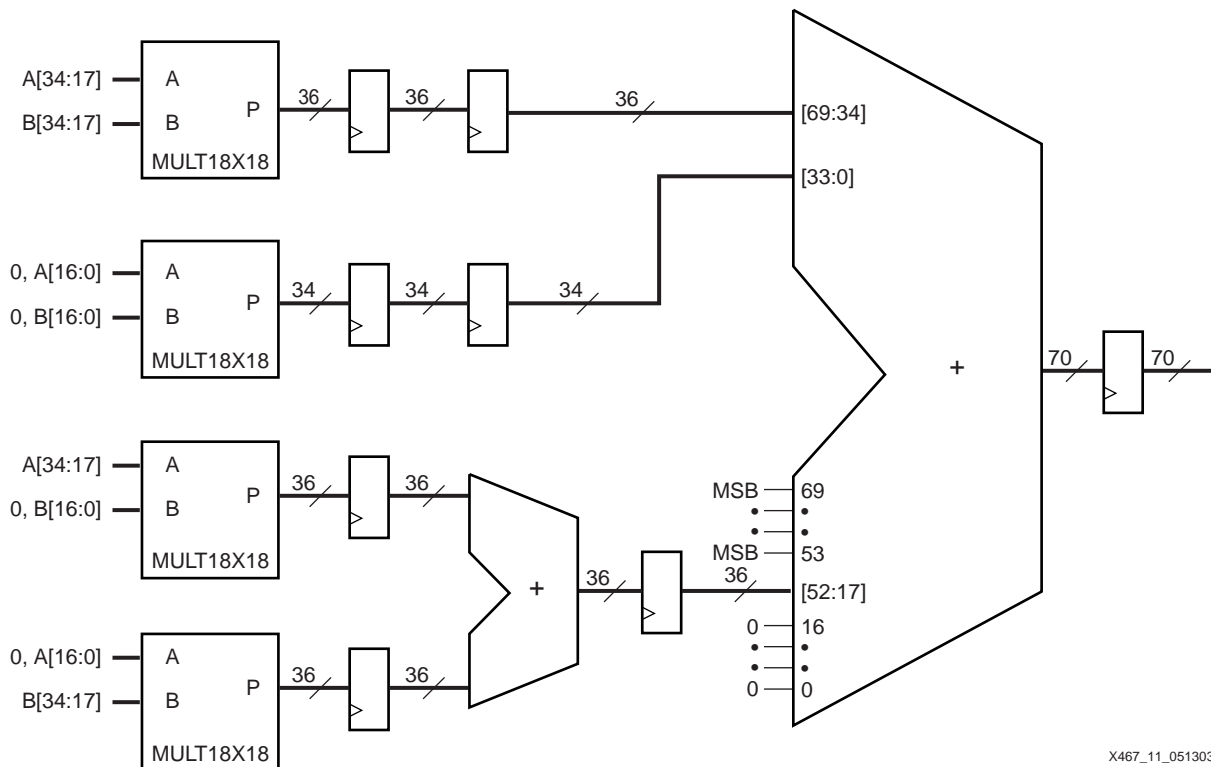 A[34:17]
B[34:17]
A
B
P
MULT18X18
36
36
36
[69:34]
[33:0]
0, A[16:0]
0, B[16:0]
A
B
P
MULT18X18
34
34
34
+
70
70
A[34:17]
0, B[16:0]
A
B
P
MULT18X18
36
36
+
36
36
MSB
69
MSB
53
[52:17]
0
16
0
0
0, A[16:0]
B[34:17]
A
B
P
MULT18X18
36
36
X467_11_051303